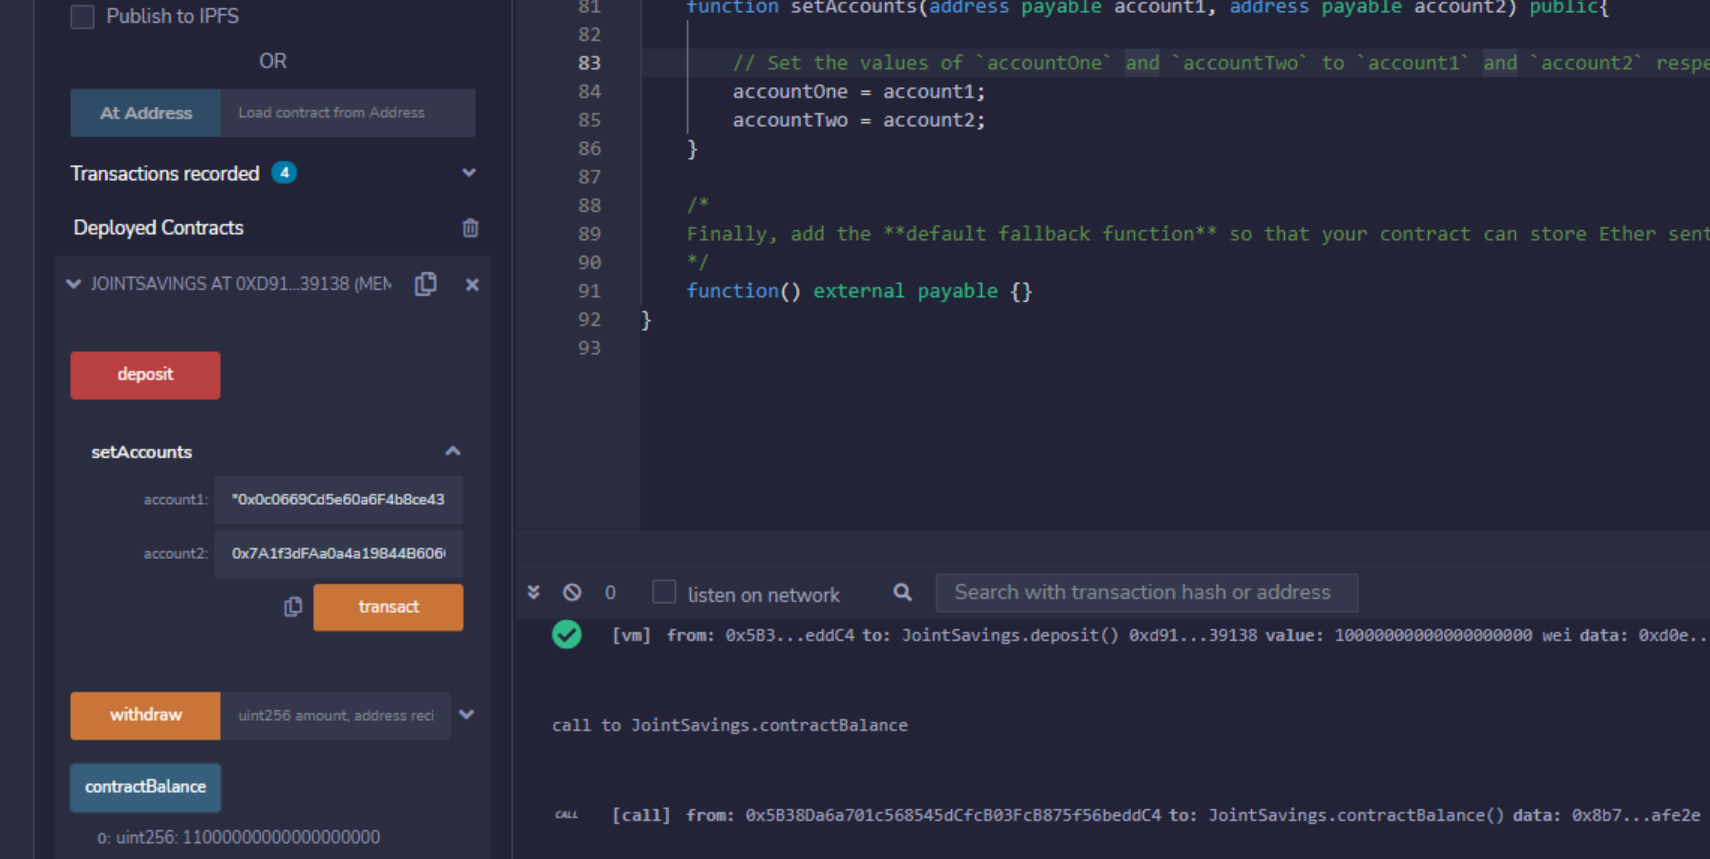 Publish to IPFS
OR
At Address
Load contract from Address
Transactions recorded 4
Deployed Contracts
JOINTSAVINGS AT 0XD91...39138 (MEM
deposit
setAccounts
account1: "0x0c0669Cd5e60a6F4b8ce43
account2: 0x7A1f3dFAa0a4a19844B606
transact
withdraw
uint256 amount, address reci
contractBalance
0: uint256: 11000000000000000000
81 function setAccounts(address payable account1, address payable account2) public{
82
83 // Set the values of `accountOne` and `accountTwo` to `account1` and `account2` respe
84 accountOne = account1;
85 accountTwo = account2;
86 }
87
88 /*
89 Finally, add the **default fallback function** so that your contract can store Ether sent
90 */
91 function() external payable {}
92 }
93
0
listen on network
Search with transaction hash or address
[vm] from: 0x5B3...eddC4 to: JointSavings.deposit() 0xd91...39138 value: 10000000000000000000 wei data: 0xd0e..
call to JointSavings.contractBalance
CALL [call] from: 0x5B38Da6a701c568545dCfcB03FcB875f56beddC4 to: JointSavings.contractBalance() data: 0x8b7...afe2e